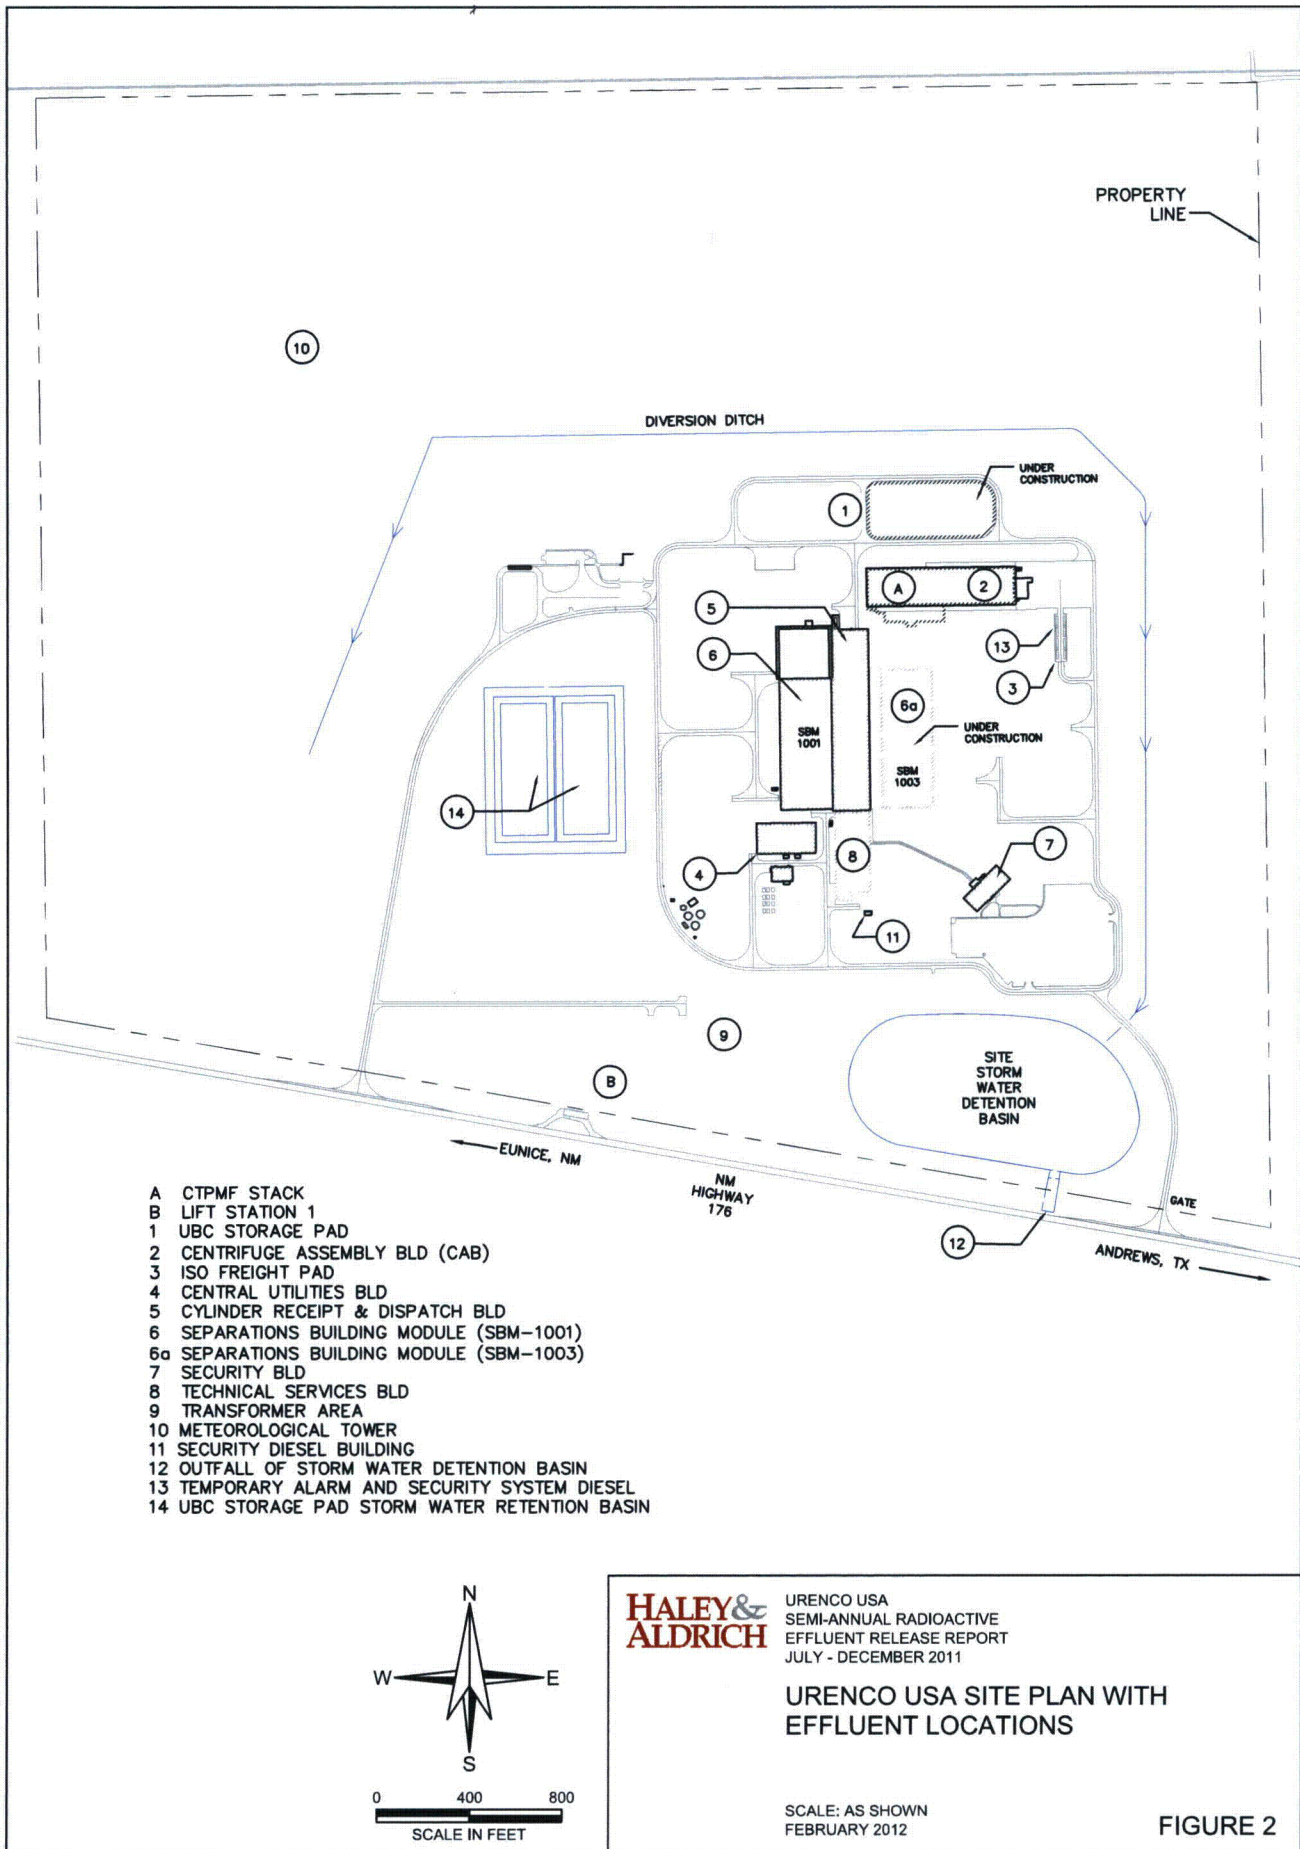 PROPERTY
LINE
10
DIVERSION DITCH
UNDER
CONSTRUCTION
1
A
2
5
13
6
3
6a
SBM
1001
UNDER
CONSTRUCTION
SBM
1003
14
7
8
4
11
9
SITE
STORM
WATER
DETENTION
BASIN
B
EUNICE, NM
NM
HIGHWAY
176
GATE
12
ANDREWS, TX
A CTPMF STACK
B LIFT STATION 1
1 UBC STORAGE PAD
2 CENTRIFUGE ASSEMBLY BLD (CAB)
3 ISO FREIGHT PAD
4 CENTRAL UTILITIES BLD
5 CYLINDER RECEIPT & DISPATCH BLD
6 SEPARATIONS BUILDING MODULE (SBM-1001)
6a SEPARATIONS BUILDING MODULE (SBM-1003)
7 SECURITY BLD
8 TECHNICAL SERVICES BLD
9 TRANSFORMER AREA
10 METEOROLOGICAL TOWER
11 SECURITY DIESEL BUILDING
12 OUTFALL OF STORM WATER DETENTION BASIN
13 TEMPORARY ALARM AND SECURITY SYSTEM DIESEL
14 UBC STORAGE PAD STORM WATER RETENTION BASIN
N
W E
S
0 400 800
SCALE IN FEET
HALEY&
ALDRICH
URENCO USA
SEMI-ANNUAL RADIOACTIVE
EFFLUENT RELEASE REPORT
JULY - DECEMBER 2011
URENCO USA SITE PLAN WITH
EFFLUENT LOCATIONS
SCALE: AS SHOWN
FEBRUARY 2012
FIGURE 2